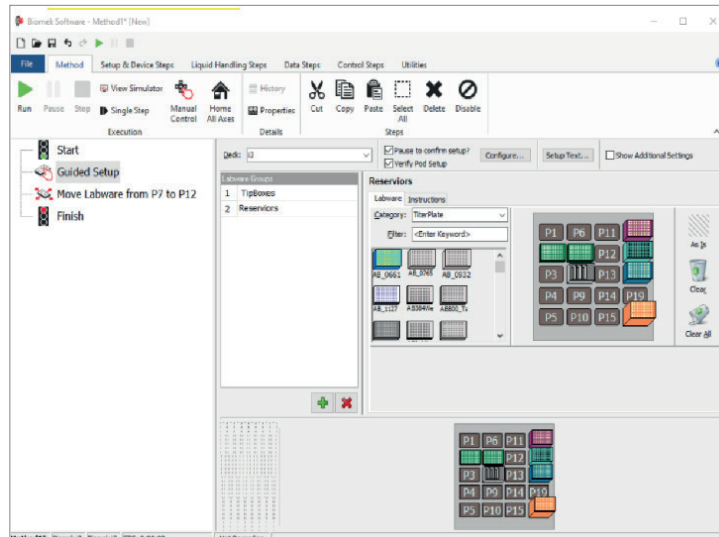 Biomek Software - Method1* [New]
File Method Setup & Device Steps Liquid Handling Steps Data Steps Control Steps Utilities
Run Pause Stop View Simulator Single Step Manual Control Home All Axes History Properties Cut Copy Paste Select All Delete Disable
Execution Details Steps
Start
Guided Setup
Move Labware from P7 to P12
Finish
Deck: Pause to confirm setup? Verify Pod Setup Configure... Setup Text... Show Additional Settings
Labware Groups
1 TipBoxes
2 Reserviors
Reserviors
Labware Instructions
Category: TiterPlate
Filter: <Enter Keyword>
AB_0661 AB_0765 AB_0932
AB_1127 AB384We AB800_Ta
P1 P6 P11
P12
P3 P13
P4 P9 P14 P19
P5 P10 P15
As Is
Clear
Clear All
P1 P6 P11
P12
P3 P13
P4 P9 P14 P19
P5 P10 P15